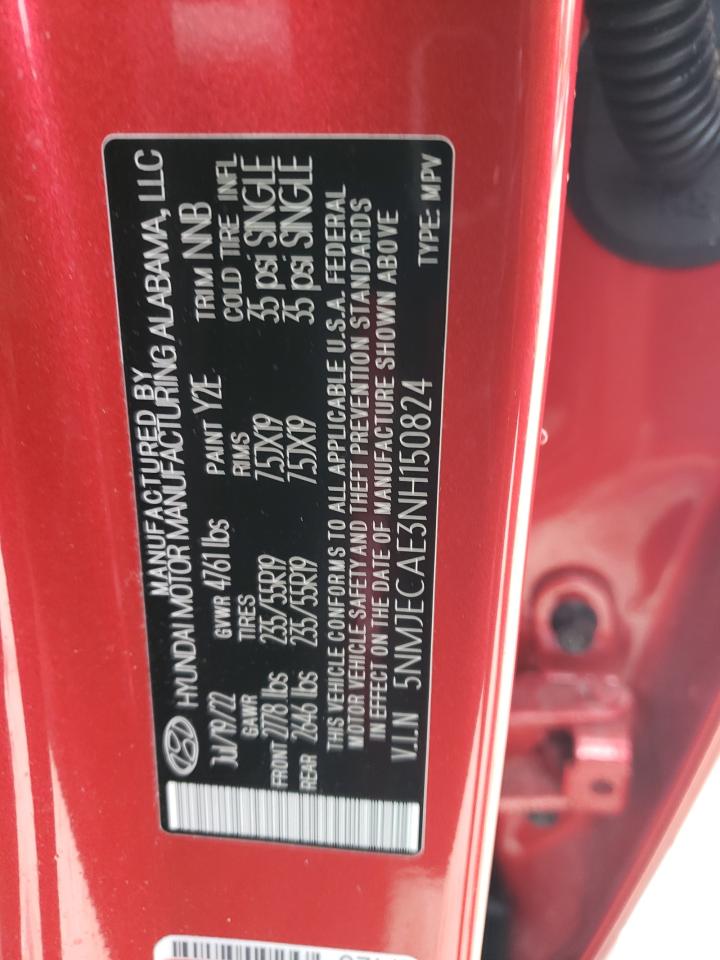 MANUFACTURED BY
HYUNDAI MOTOR MANUFACTURING ALABAMA, LLC
JUL/19/22 GVWR 4761 lbs PAINT Y2E TRIM NNB
GAWR TIRES RIMS COLD TIRE INFL
FRONT 2778 lbs 235/55R19 7.5JX19 35 psi SINGLE
REAR 2646 lbs 235/55R19 7.5JX19 35 psi SINGLE
THIS VEHICLE CONFORMS TO ALL APPLICABLE U.S.A. FEDERAL
MOTOR VEHICLE SAFETY AND THEFT PREVENTION STANDARDS
IN EFFECT ON THE DATE OF MANUFACTURE SHOWN ABOVE
V.I.N 5NMJECAE3NH150824 TYPE: MPV